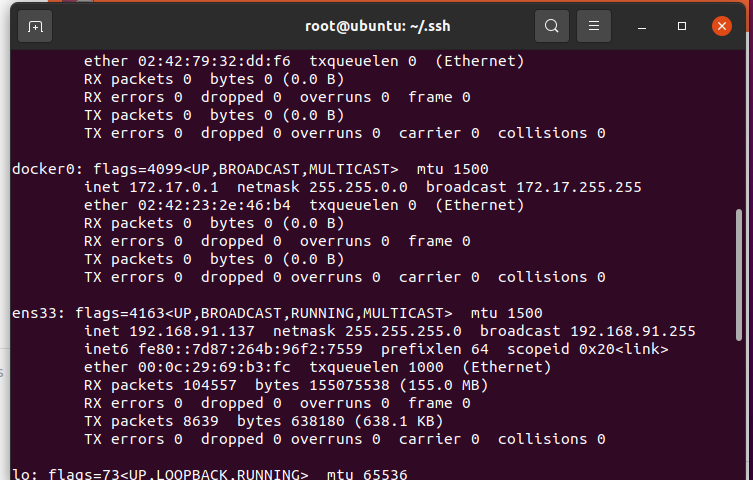 root@ubuntu: ~/.ssh
ether 02:42:79:32:dd:f6  txqueuelen 0  (Ethernet)
RX packets 0  bytes 0 (0.0 B)
RX errors 0  dropped 0  overruns 0  frame 0
TX packets 0  bytes 0 (0.0 B)
TX errors 0  dropped 0 overruns 0  carrier 0  collisions 0
docker0: flags=4099<UP,BROADCAST,MULTICAST>  mtu 1500
inet 172.17.0.1  netmask 255.255.0.0  broadcast 172.17.255.255
ether 02:42:23:2e:46:b4  txqueuelen 0  (Ethernet)
RX packets 0  bytes 0 (0.0 B)
RX errors 0  dropped 0  overruns 0  frame 0
TX packets 0  bytes 0 (0.0 B)
TX errors 0  dropped 0 overruns 0  carrier 0  collisions 0
ens33: flags=4163<UP,BROADCAST,RUNNING,MULTICAST>  mtu 1500
inet 192.168.91.137  netmask 255.255.255.0  broadcast 192.168.91.255
inet6 fe80::7d87:264b:96f2:7559  prefixlen 64  scopeid 0x20<link>
ether 00:0c:29:69:b3:fc  txqueuelen 1000  (Ethernet)
RX packets 104557  bytes 155075538 (155.0 MB)
RX errors 0  dropped 0  overruns 0  frame 0
TX packets 8639  bytes 638180 (638.1 KB)
TX errors 0  dropped 0 overruns 0  carrier 0  collisions 0
lo: flags=73<UP,LOOPBACK,RUNNING>  mtu 65536